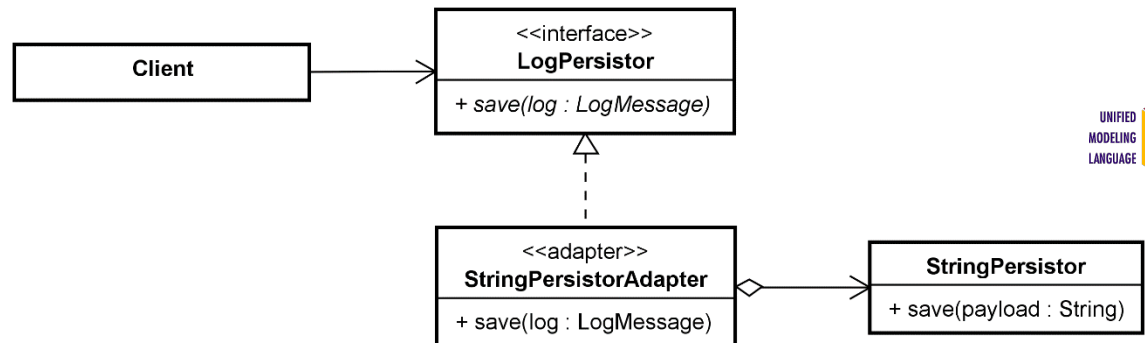 Client
<<interface>>
LogPersistor
+ save(log : LogMessage)
UNIFIED
MODELING
LANGUAGE
<<adapter>>
StringPersistorAdapter
+ save(log : LogMessage)
StringPersistor
+ save(payload : String)